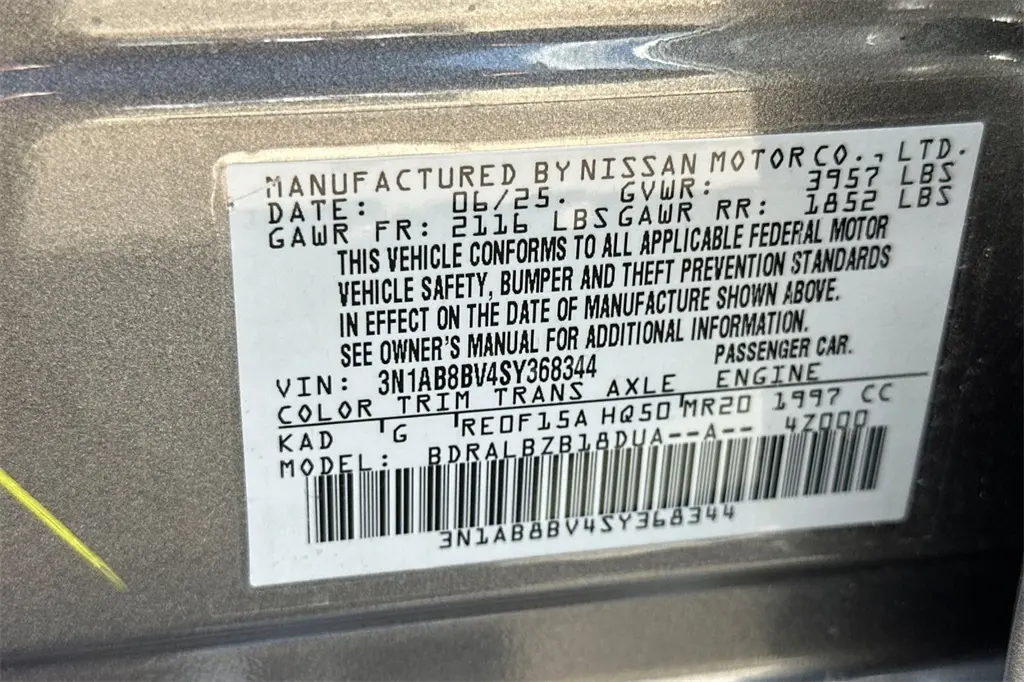 MANUFACTURED BY NISSAN MOTOR CO., LTD.
DATE: 06/25. GVWR: 3957 LBS
GAWR FR: 2116 LBS GAWR RR: 1852 LBS
THIS VEHICLE CONFORMS TO ALL APPLICABLE FEDERAL MOTOR
VEHICLE SAFETY, BUMPER AND THEFT PREVENTION STANDARDS
IN EFFECT ON THE DATE OF MANUFACTURE SHOWN ABOVE.
SEE OWNER'S MANUAL FOR ADDITIONAL INFORMATION.
VIN: 3N1AB8BV4SY368344 PASSENGER CAR.
COLOR TRIM TRANS AXLE ENGINE
KAD G RE0F15A HQ50 MR20 1997 CC
MODEL: BDRALBZB18DUA--A-- 4Z000
3N1AB8BV4SY368344